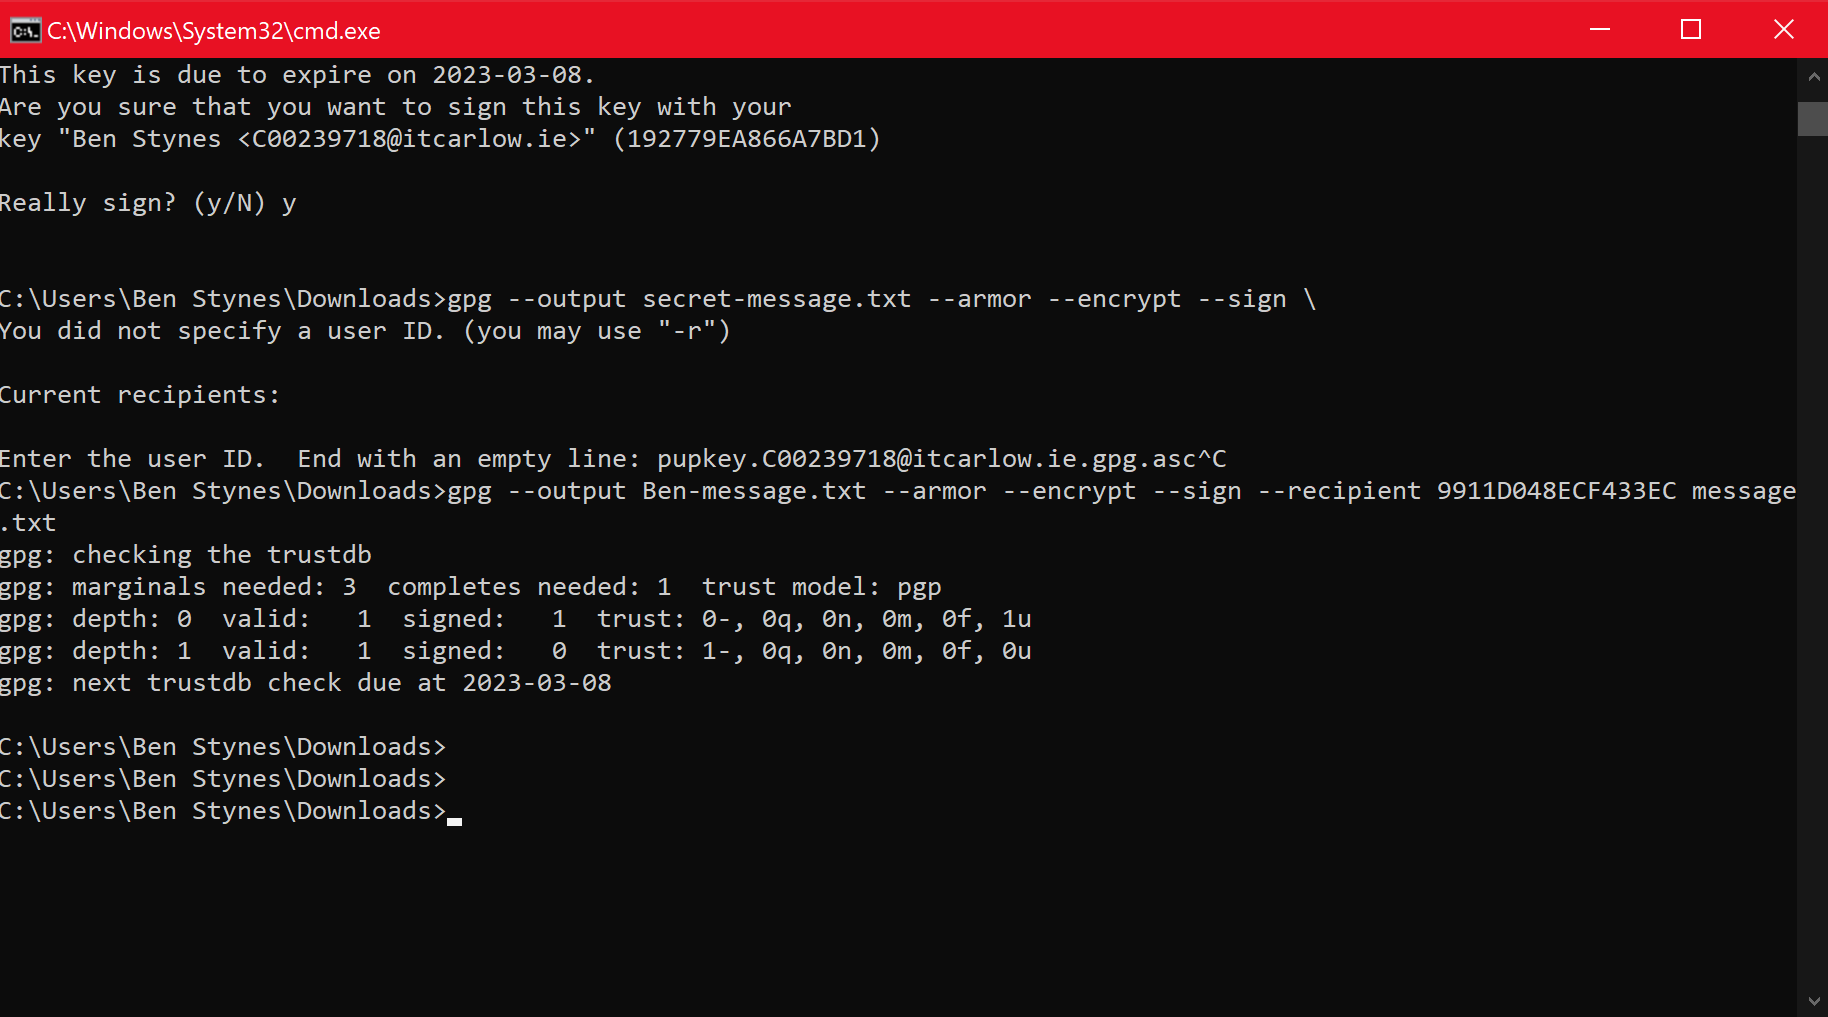 C:\Windows\System32\cmd.exe
This key is due to expire on 2023-03-08.
Are you sure that you want to sign this key with your
key "Ben Stynes <C00239718@itcarlow.ie>" (192779EA866A7BD1)
Really sign? (y/N) y
C:\Users\Ben Stynes\Downloads>gpg --output secret-message.txt --armor --encrypt --sign \
You did not specify a user ID. (you may use "-r")
Current recipients:
Enter the user ID.  End with an empty line: pupkey.C00239718@itcarlow.ie.gpg.asc^C
C:\Users\Ben Stynes\Downloads>gpg --output Ben-message.txt --armor --encrypt --sign --recipient 9911D048ECF433EC message
.txt
gpg: checking the trustdb
gpg: marginals needed: 3  completes needed: 1  trust model: pgp
gpg: depth: 0  valid:   1  signed:   1  trust: 0-, 0q, 0n, 0m, 0f, 1u
gpg: depth: 1  valid:   1  signed:   0  trust: 1-, 0q, 0n, 0m, 0f, 0u
gpg: next trustdb check due at 2023-03-08
C:\Users\Ben Stynes\Downloads>
C:\Users\Ben Stynes\Downloads>
C:\Users\Ben Stynes\Downloads>